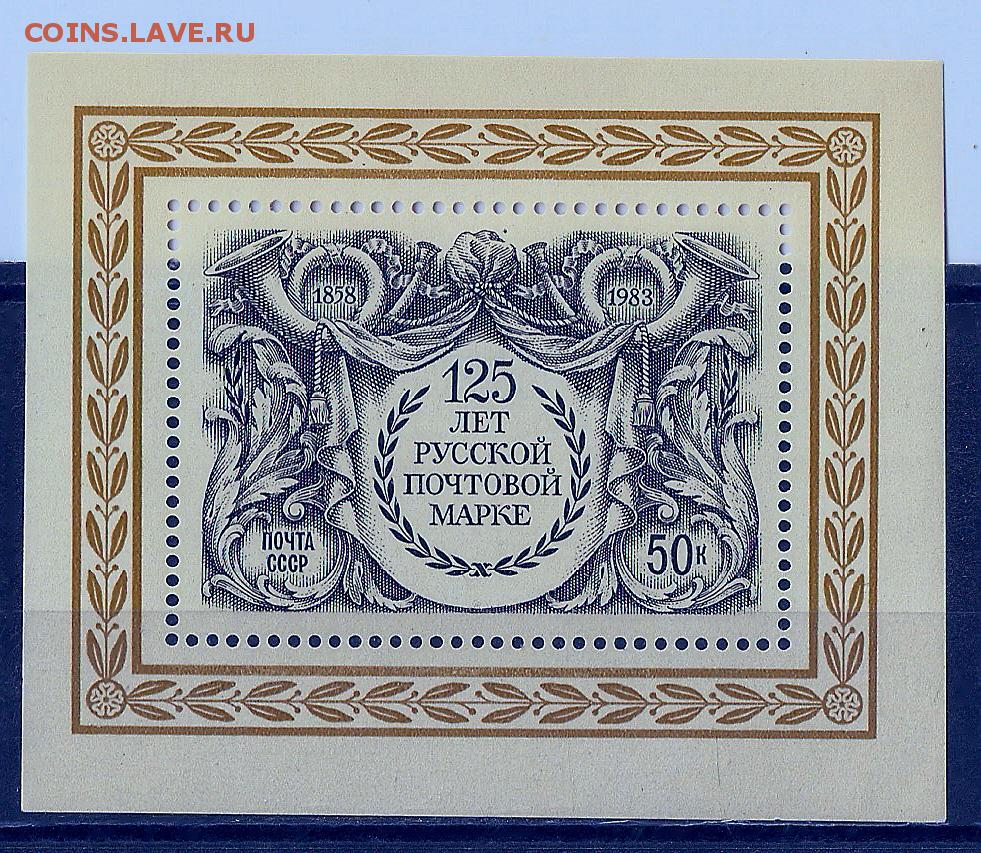 COINS.LAVE.RU
1858
1983
125
ЛЕТ
РУССКОЙ
ПОЧТОВОЙ
МАРКЕ
ПОЧТА
СССР
50к